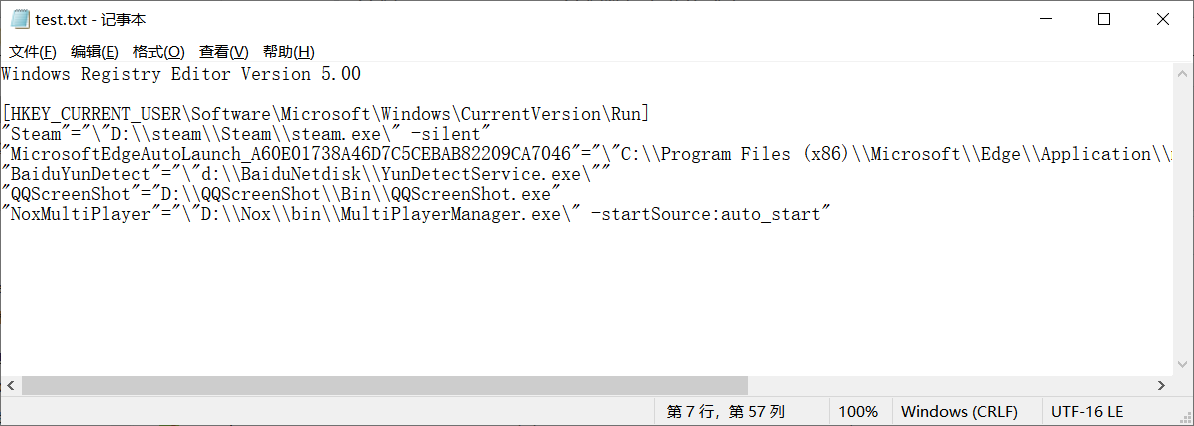 test.txt - 记事本
文件(F) 编辑(E) 格式(O) 查看(V) 帮助(H)
Windows Registry Editor Version 5.00
[HKEY_CURRENT_USER\Software\Microsoft\Windows\CurrentVersion\Run]
"Steam"="\"D:\\steam\\Steam\\steam.exe\" -silent"
"MicrosoftEdgeAutoLaunch_A60E01738A46D7C5CEBAB82209CA7046"="\"C:\\Program Files (x86)\\Microsoft\\Edge\\Application\\
"BaiduYunDetect"="\"d:\\BaiduNetdisk\\YunDetectService.exe\""
"QQScreenShot"="D:\\QQScreenShot\\Bin\\QQScreenShot.exe"
"NoxMultiPlayer"="\"D:\\Nox\\bin\\MultiPlayerManager.exe\" -startSource:auto_start"
第 7 行，第 57 列 100% Windows (CRLF) UTF-16 LE